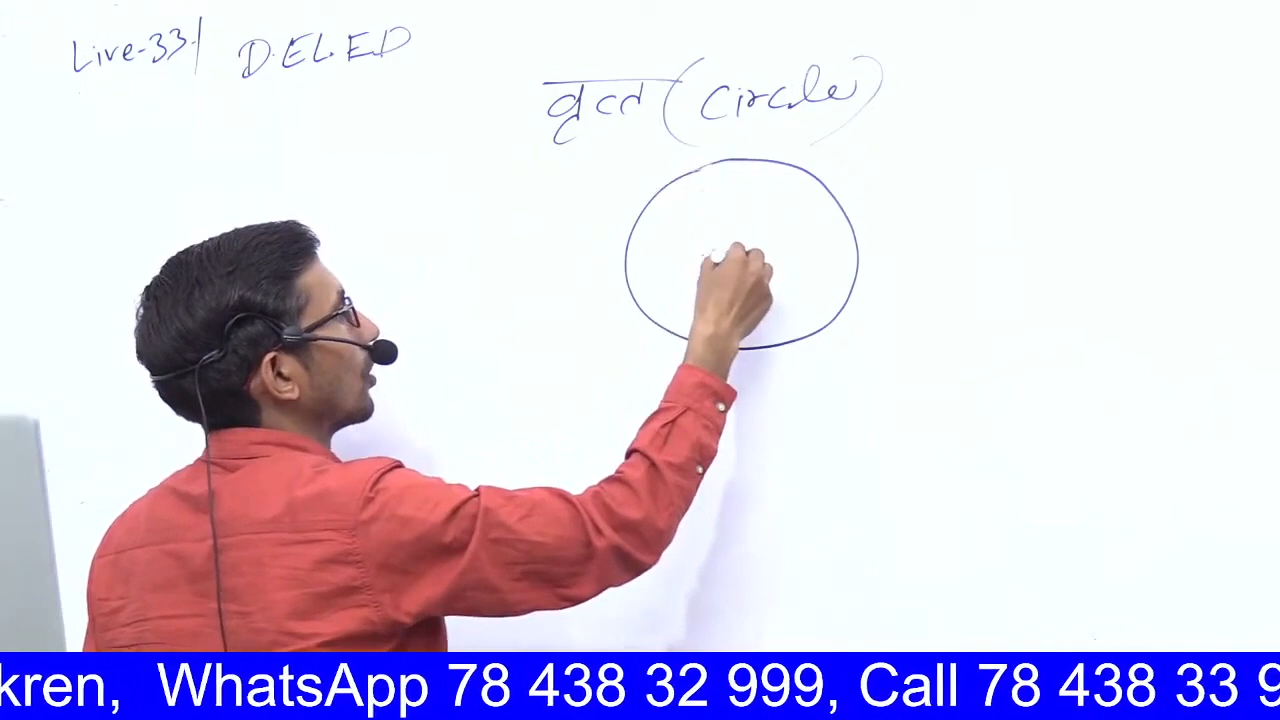 Live-33 | D.EL.ED
वृत्त (Circle)
kren, WhatsApp 78 438 32 999, Call 78 438 33 9